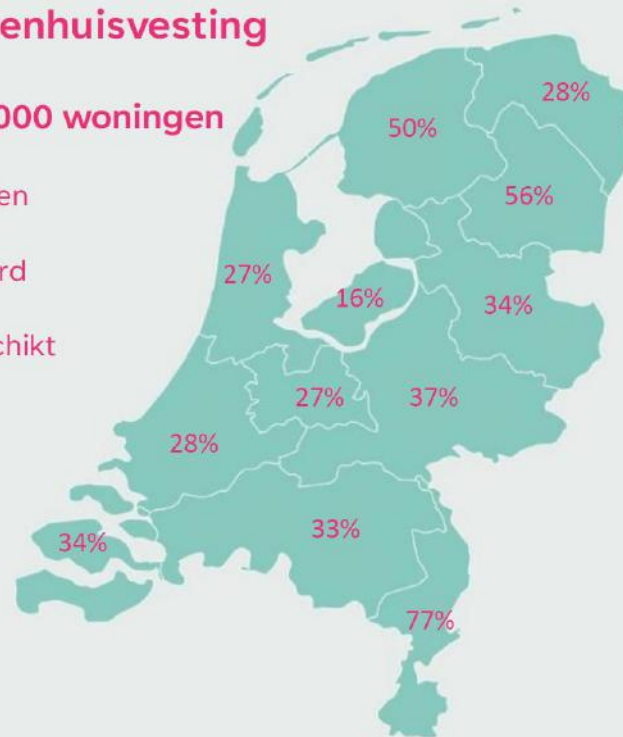 enhuisvesting
000 woningen
en
rd
chikt
28%
50%
56%
27%
16%
34%
27%
37%
28%
33%
34%
77%